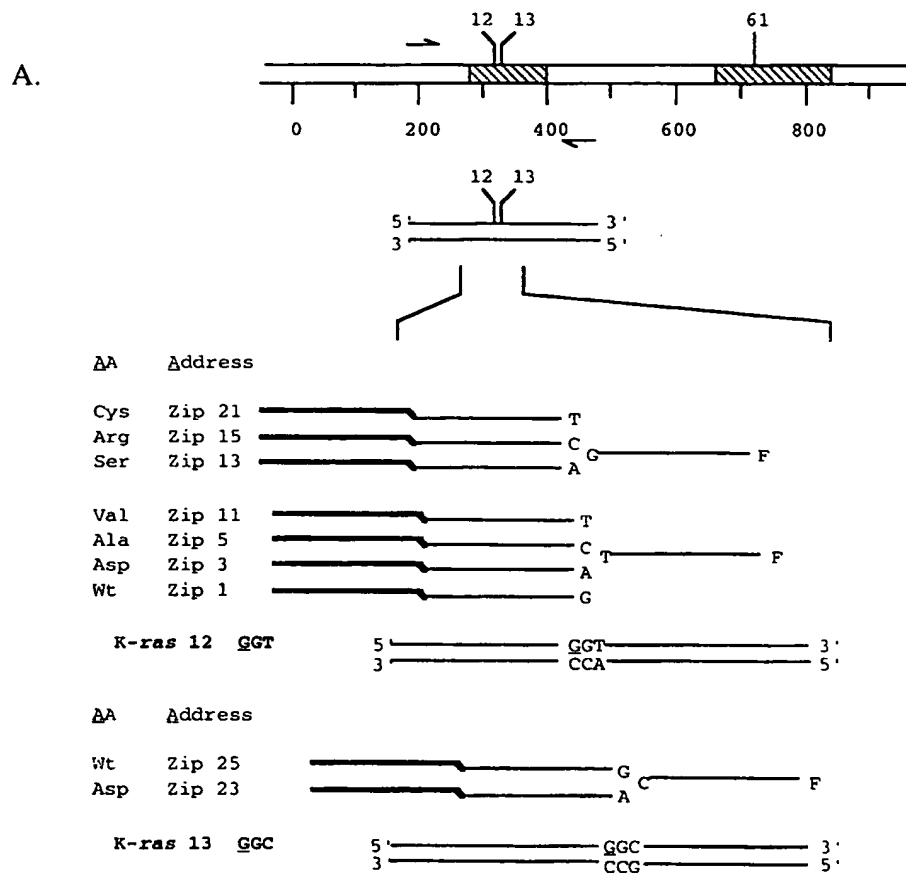 A.
12 13 61
0 200 400 600 800
12 13
5' 3'
3 5'
AA Address
Cys Zip 21 T
Arg Zip 15 C
Ser Zip 13 A G F
Val Zip 11 T
Ala Zip 5 C
Asp Zip 3 A T F
Wt Zip 1 G
K-ras 12 GGT 5' GGT 3'
3 CCA 5'
AA Address
Wt Zip 25 G
Asp Zip 23 A C F
K-ras 13 GGC 5' GGC 3'
3 CCG 5'